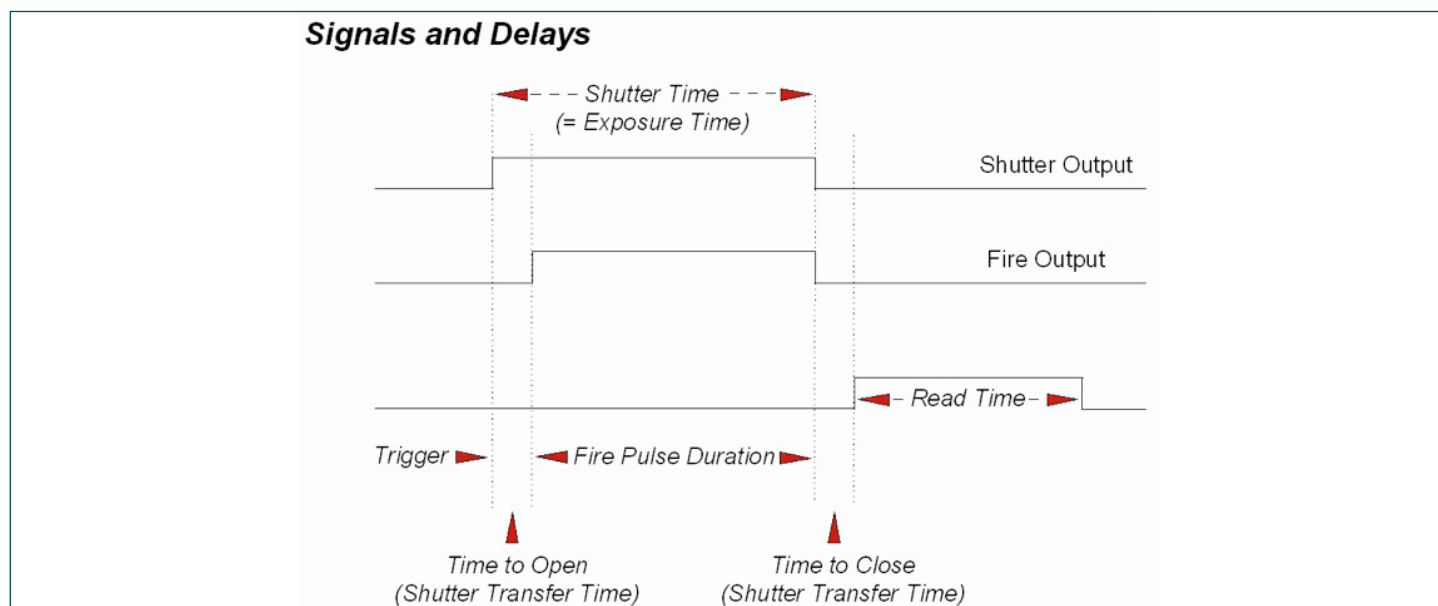 Signals and Delays
Shutter Time
(= Exposure Time)
Shutter Output
Fire Output
Read Time
Trigger
Fire Pulse Duration
Time to Open
(Shutter Transfer Time)
Time to Close
(Shutter Transfer Time)